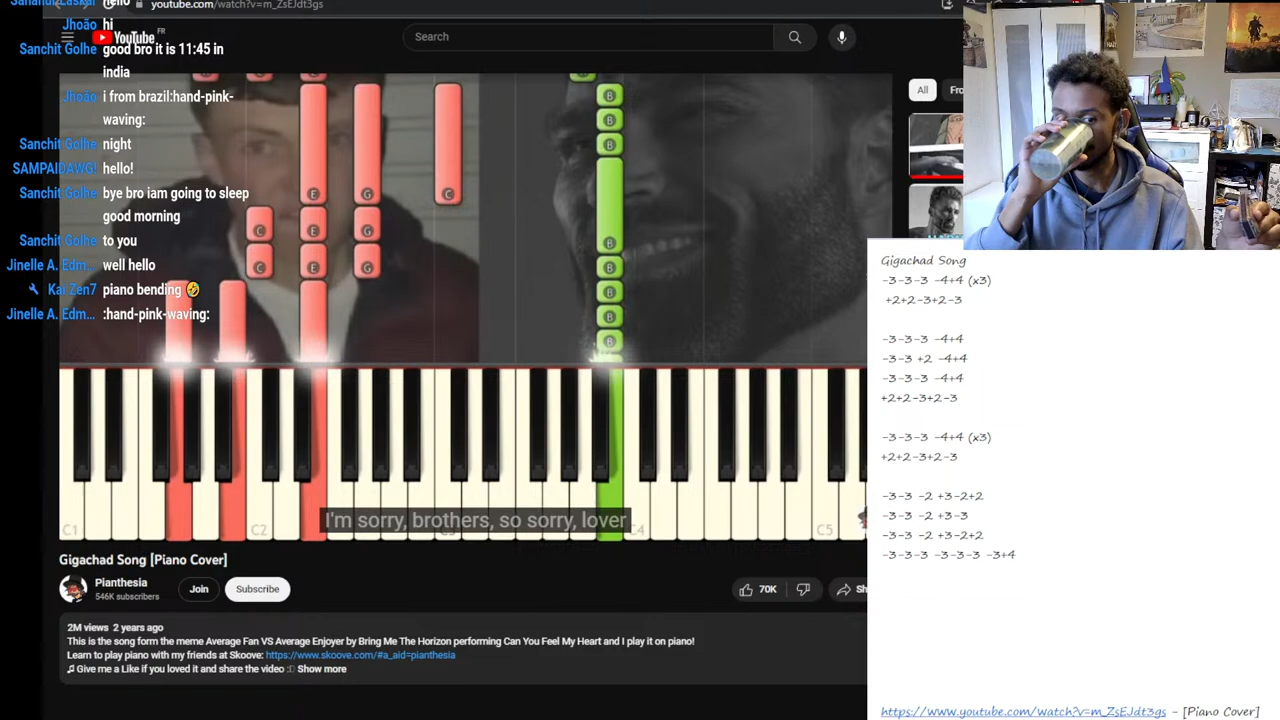 youtube.com/watch?v=m_ZsEJdt3gs
hello
Jhoão hi
Sanchit Golhe good bro it is 11:45 in
india
Jhoão i from brazil:hand-pink-
waving:
Sanchit Golhe night
SAMPAIDAWG! hello!
Sanchit Golhe bye bro iam going to sleep
good morning
Sanchit Golhe to you
Jinelle A. Edm... well hello
Kai Zen7 piano bending 🤣
Jinelle A. Edm... :hand-pink-waving:
YouTube FR
Search
All
B
B
B
E G C B
C E G
B
C E G B
B
B
C1 C2 C4 C5
I'm sorry, brothers, so sorry, lover
Gigachad Song [Piano Cover]
Pianthesia
546K subscribers
Join
Subscribe
70K
2M views 2 years ago
This is the song form the meme Average Fan VS Average Enjoyer by Bring Me The Horizon performing Can You Feel My Heart and I play it on piano!
Learn to play piano with my friends at Skoove: https://www.skoove.com/#a_aid=pianthesia
♫ Give me a Like if you loved it and share the video :D Show more
Gigachad Song
-3-3-3 -4+4 (x3)
+2+2-3+2-3
-3-3-3 -4+4
-3-3 +2 -4+4
-3-3-3 -4+4
+2+2-3+2-3
-3-3-3 -4+4 (x3)
+2+2-3+2-3
-3-3 -2 +3-2+2
-3-3 -2 +3-3
-3-3 -2 +3-2+2
-3-3-3 -3-3-3 -3+4
https://www.youtube.com/watch?v=m_ZsEJdt3gs - [Piano Cover]